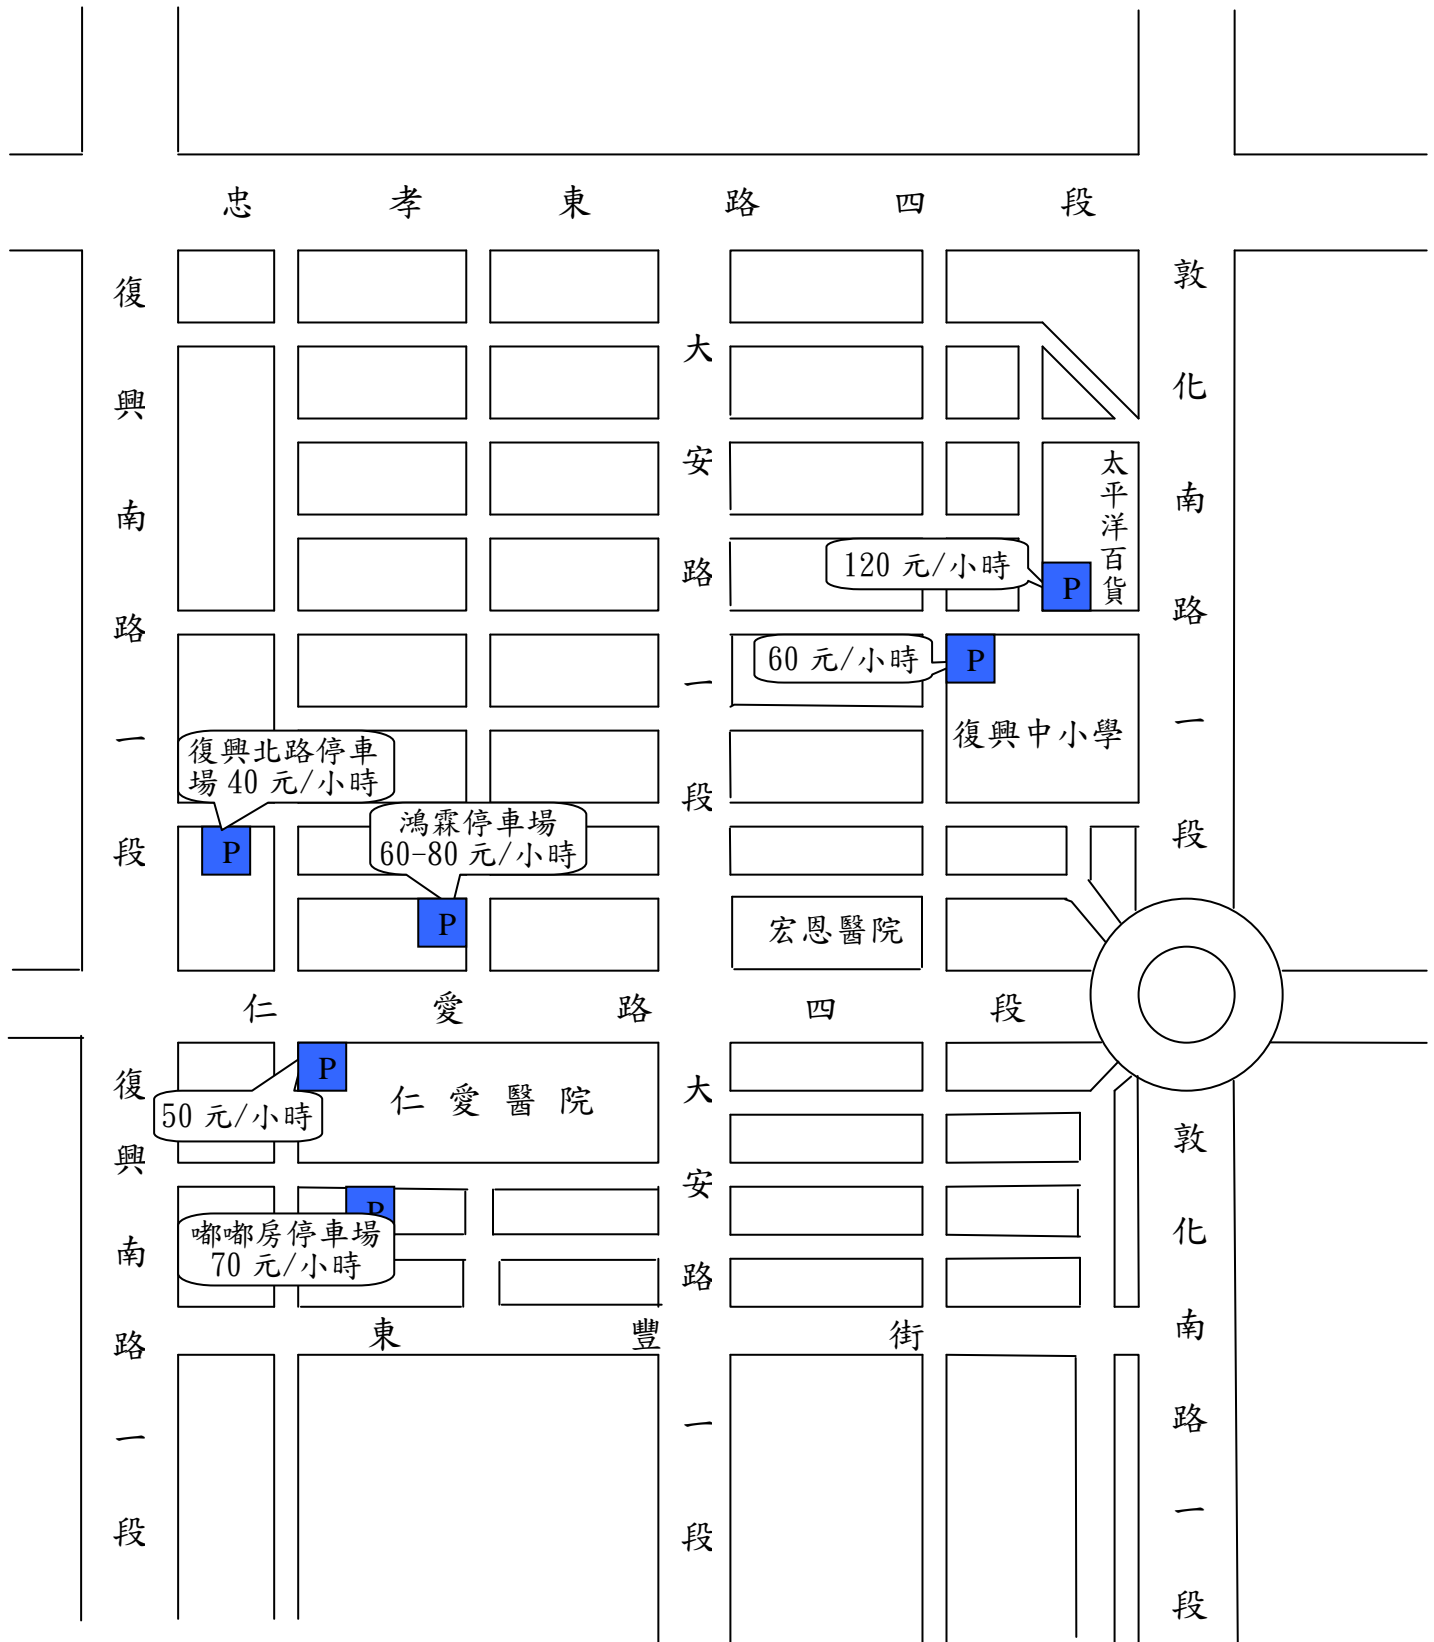 忠孝東路四段
復興南路一段
大安路一段
敦化南路一段
太平洋百貨
120 元/小時
P
60 元/小時
P
復興中小學
復興北路停車
場 40 元/小時
P
鴻霖停車場
60-80 元/小時
P
宏恩醫院
仁愛路四段
復興南路一段
P
50 元/小時
仁愛醫院
大安路一段
敦化南路一段
P
嘟嘟房停車場
70 元/小時
東豐街